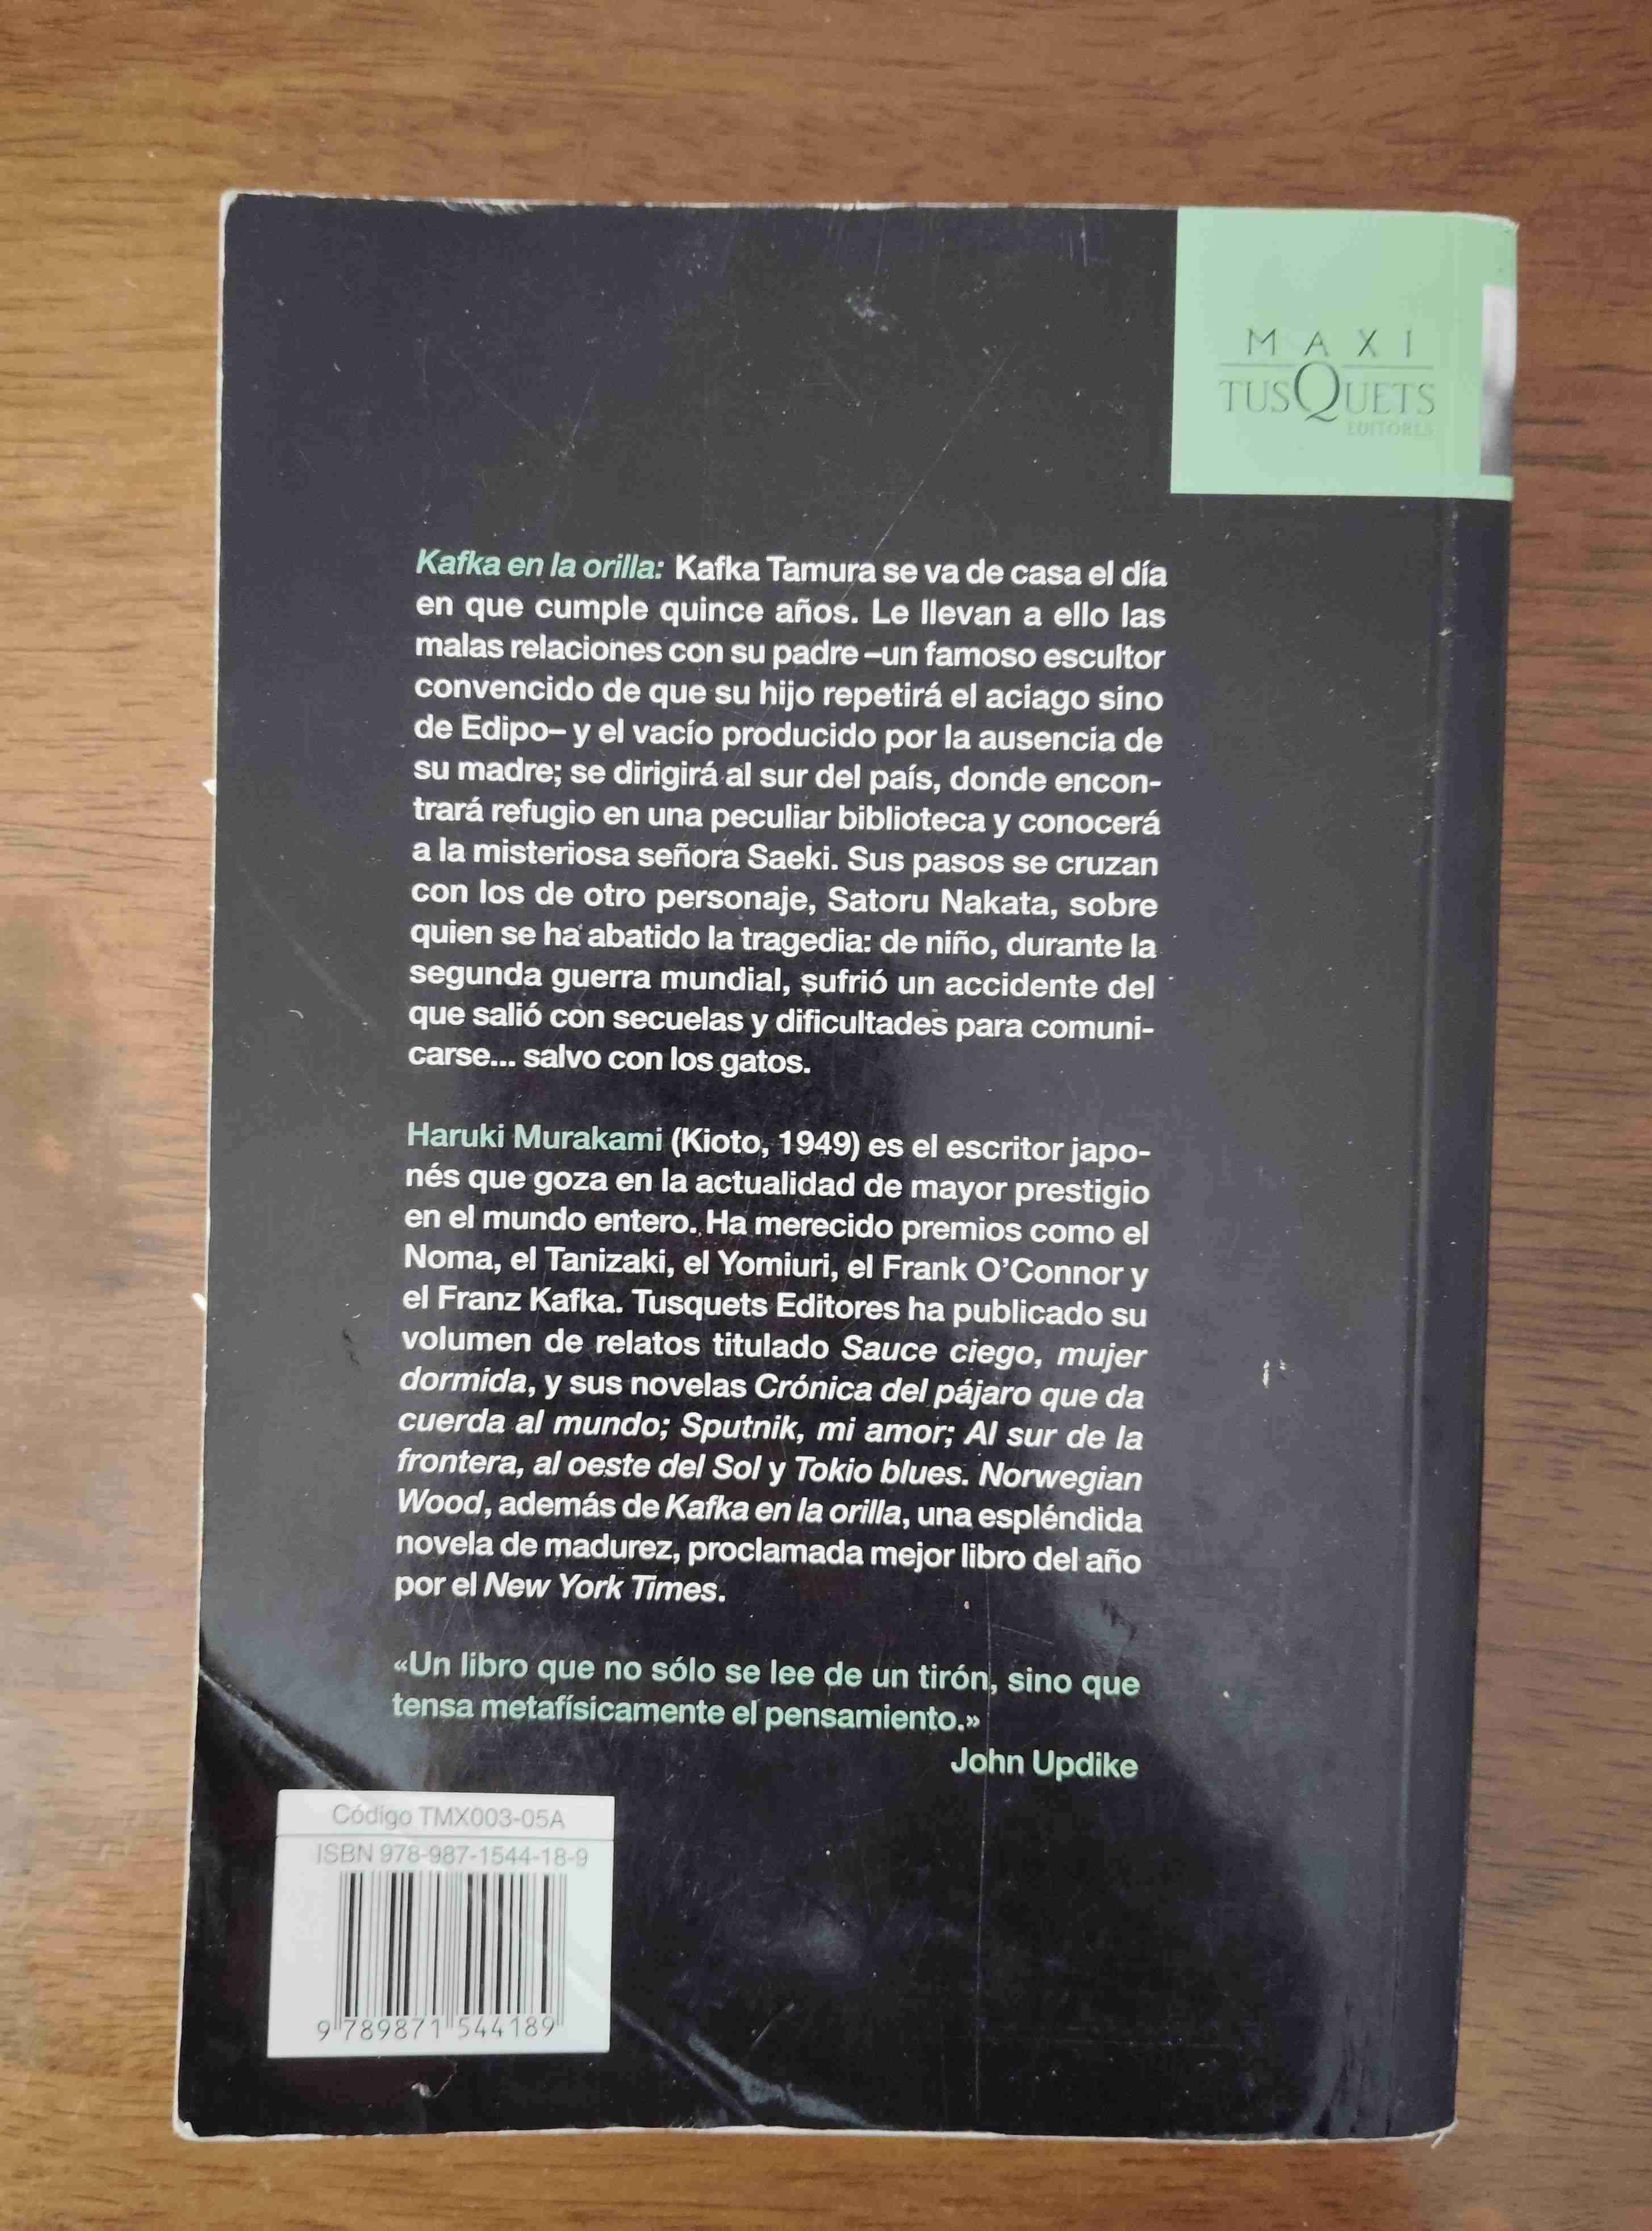 MAXI
TUSQUETS
EDITORES
Kafka en la orilla: Kafka Tamura se va de casa el día
en que cumple quince años. Le llevan a ello las
malas relaciones con su padre –un famoso escultor
convencido de que su hijo repetirá el aciago sino
de Edipo– y el vacío producido por la ausencia de
su madre; se dirigirá al sur del país, donde encon-
trará refugio en una peculiar biblioteca y conocerá
a la misteriosa señora Saeki. Sus pasos se cruzan
con los de otro personaje, Satoru Nakata, sobre
quien se ha abatido la tragedia: de niño, durante la
segunda guerra mundial, sufrió un accidente del
que salió con secuelas y dificultades para comuni-
carse... salvo con los gatos.
Haruki Murakami (Kioto, 1949) es el escritor japo-
nés que goza en la actualidad de mayor prestigio
en el mundo entero. Ha merecido premios como el
Noma, el Tanizaki, el Yomiuri, el Frank O’Connor y
el Franz Kafka. Tusquets Editores ha publicado su
volumen de relatos titulado Sauce ciego, mujer
dormida, y sus novelas Crónica del pájaro que da
cuerda al mundo; Sputnik, mi amor; Al sur de la
frontera, al oeste del Sol y Tokio blues. Norwegian
Wood, además de Kafka en la orilla, una espléndida
novela de madurez, proclamada mejor libro del año
por el New York Times.
«Un libro que no sólo se lee de un tirón, sino que
tensa metafísicamente el pensamiento.»
John Updike
Código TMX003-05A
ISBN 978-987-1544-18-9
9 789871 544189